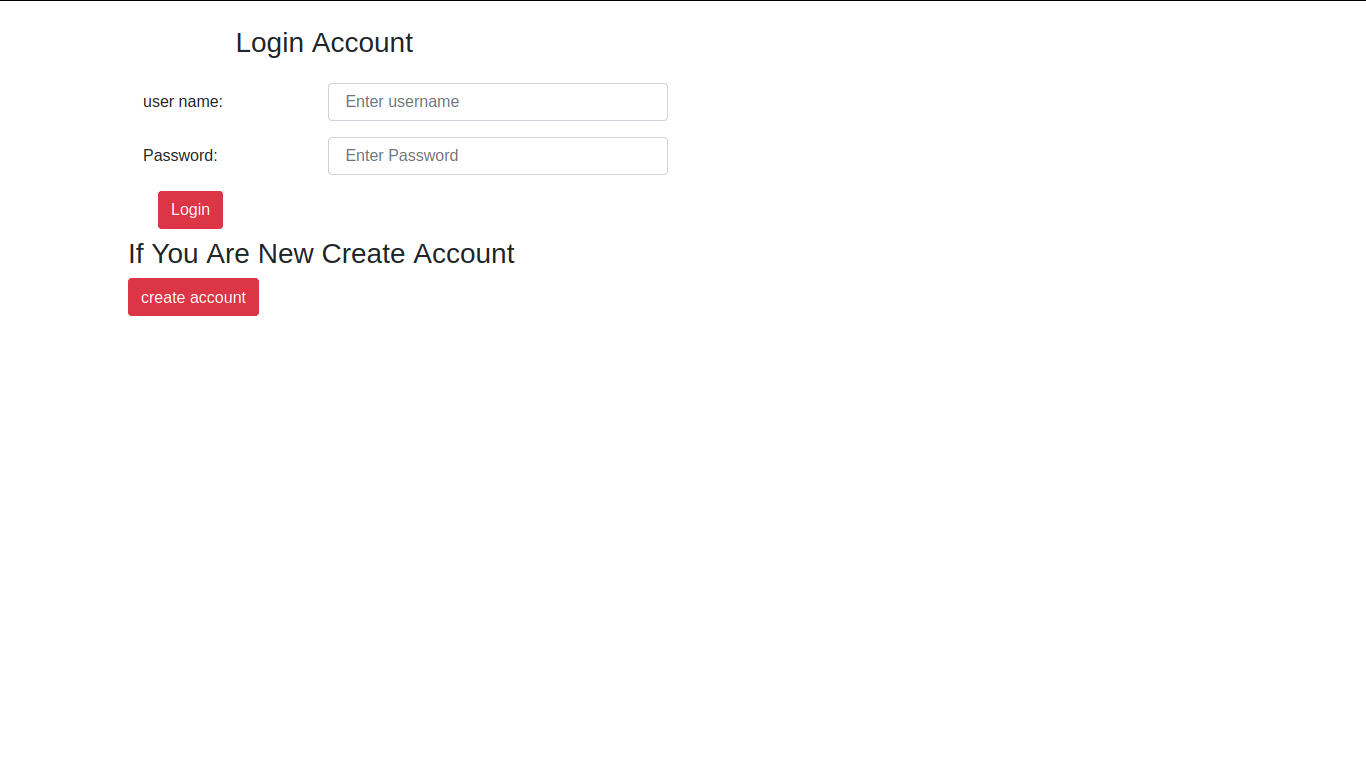 Login Account
user name: Enter username
Password: Enter Password
Login
If You Are New Create Account
create account